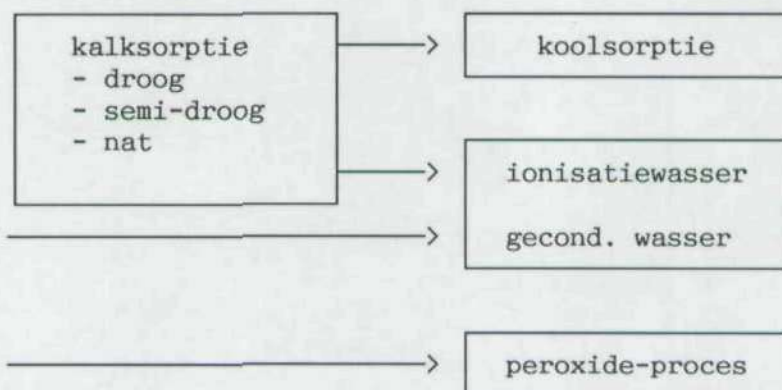 kalksorptie
- droog
- semi-droog
- nat
koolsorptie
ionisatiewasser
gecond. wasser
peroxide-proces